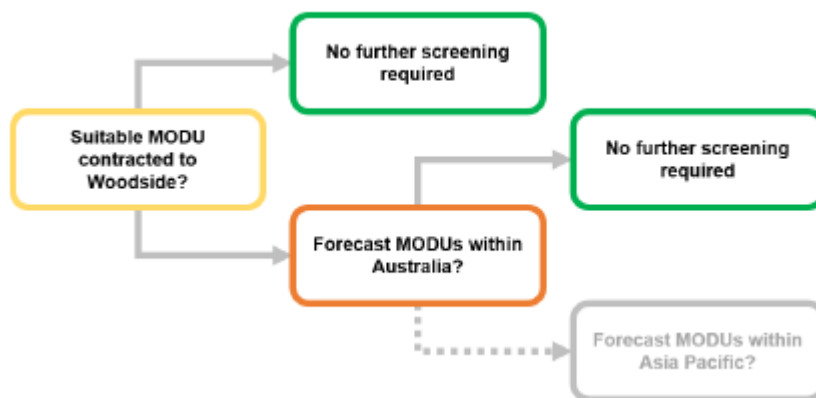 No further screening
required
Suitable MODU
contracted to
Woodside?
No further screening
required
Forecast MODUs within
Australia?
Forecast MODUs within
Asia Pacific?